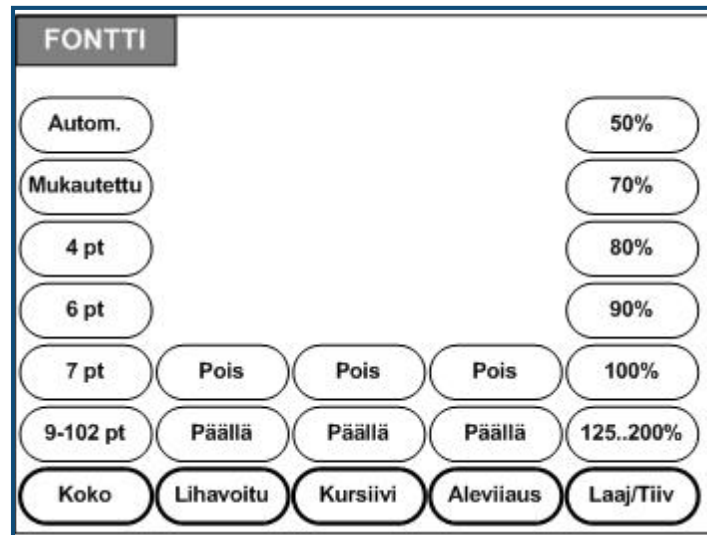 FONTTI
Autom. 50%
Mukautettu 70%
4 pt 80%
6 pt 90%
7 pt Pois Pois Pois 100%
9-102 pt Päällä Päällä Päällä 125..200%
Koko Lihavoitu Kursiivi Aleviiaus Laaj/Tiiv